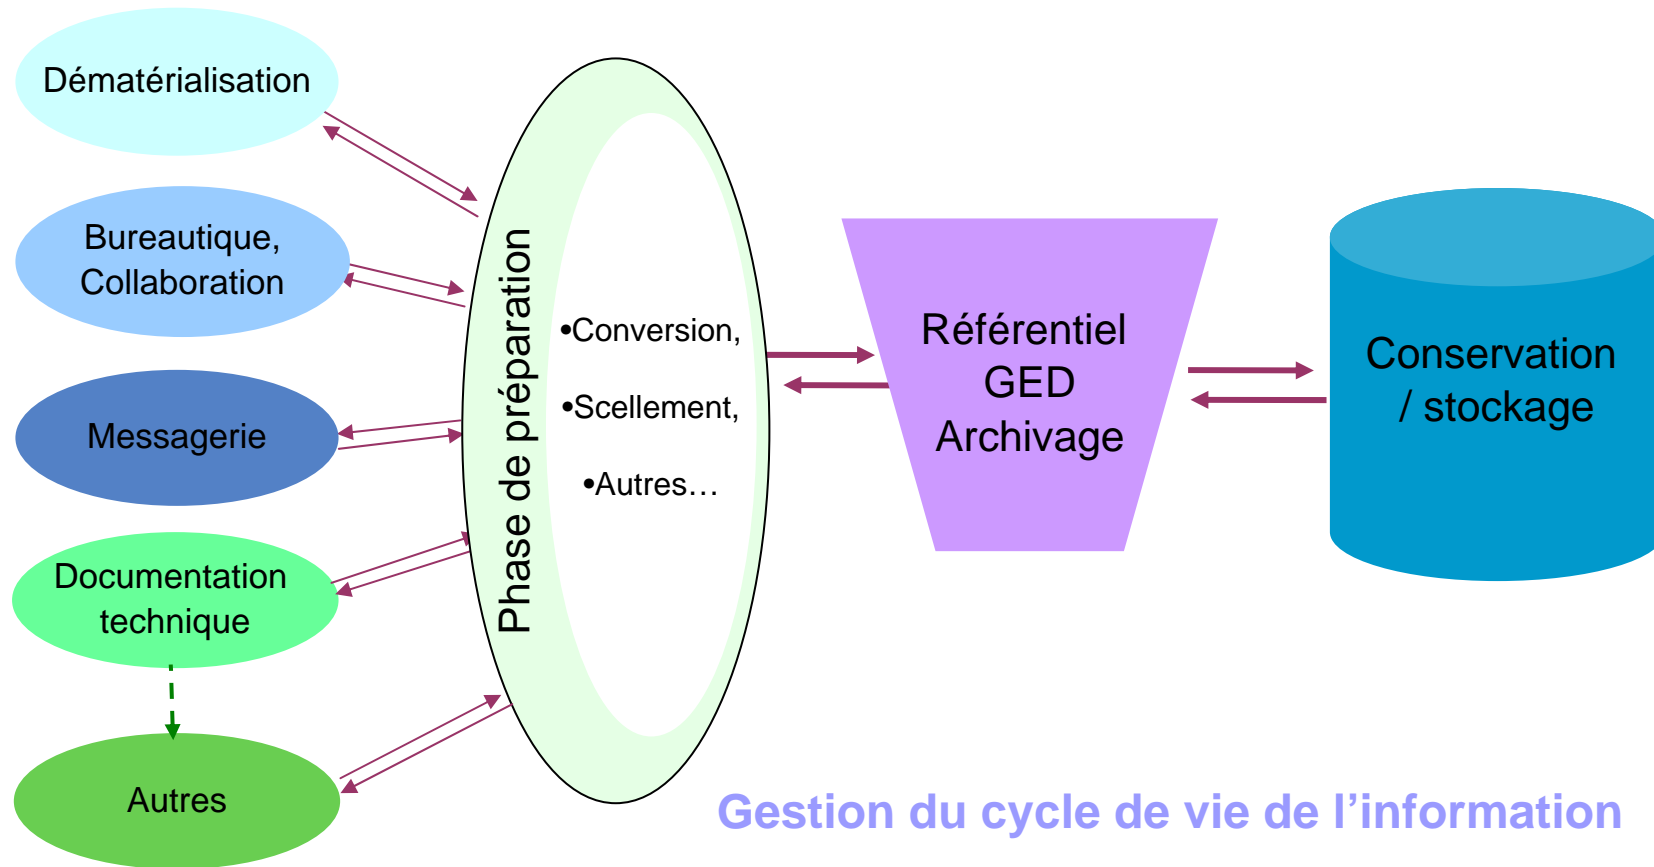 Dématérialisation
Bureautique,
Collaboration
Messagerie
Documentation
technique
Autres
Phase de préparation
•Conversion,
•Scellement,
•Autres…
Référentiel
GED
Archivage
Conservation
/ stockage
Gestion du cycle de vie de l’information